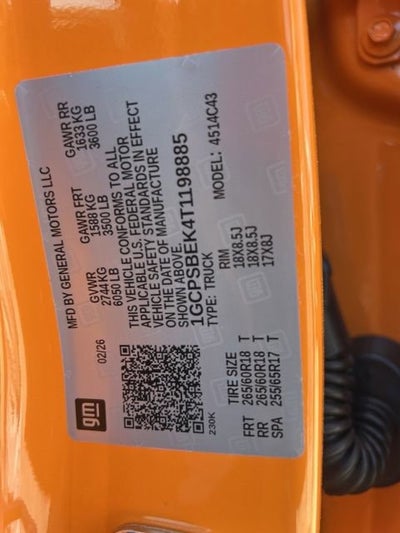 MFD BY GENERAL MOTORS LLC
gm
02/26
GVWR GAWR FRT GAWR RR
2744 KG 1588 KG 1633 KG
6050 LB 3500 LB 3600 LB
THIS VEHICLE CONFORMS TO ALL
APPLICABLE U.S. FEDERAL MOTOR
VEHICLE SAFETY STANDARDS IN EFFECT
ON THE DATE OF MANUFACTURE
SHOWN ABOVE.
1GCPSBEK4T1198885
TYPE: TRUCK MODEL: 4514C43
230K
TIRE SIZE RIM
FRT 265/60R18 T 18X8.5J
RR 265/60R18 T 18X8.5J
SPA 255/65R17 T 17X8J